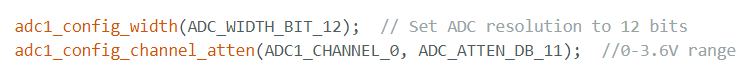 adc1_config_width(ADC_WIDTH_BIT_12);  // Set ADC resolution to 12 bits
adc1_config_channel_atten(ADC1_CHANNEL_0, ADC_ATTEN_DB_11);  //0-3.6V range